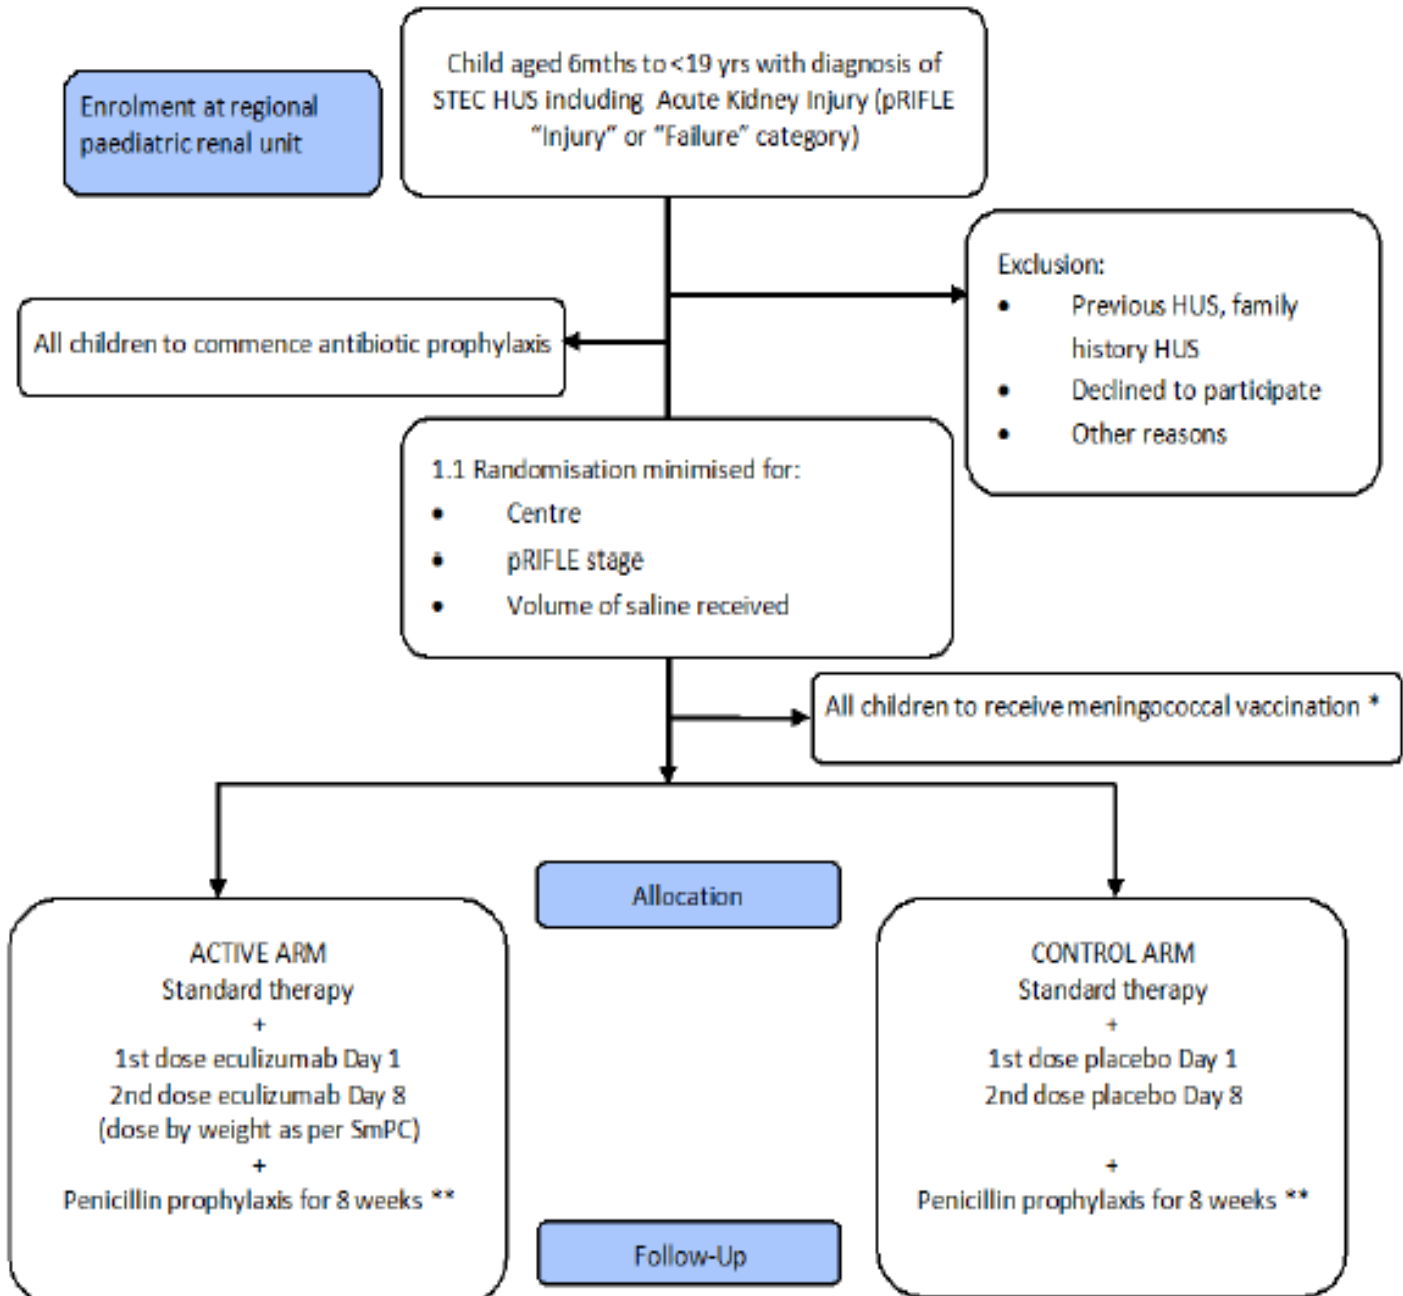 Enrolment at regional
paediatric renal unit
Child aged 6mths to <19 yrs with diagnosis of
STEC HUS including Acute Kidney Injury (pRIFLE
"Injury" or "Failure" category)
Exclusion:
• Previous HUS, family
history HUS
• Declined to participate
• Other reasons
All children to commence antibiotic prophylaxis
1.1 Randomisation minimised for:
• Centre
• pRIFLE stage
• Volume of saline received
All children to receive meningococcal vaccination *
Allocation
ACTIVE ARM
Standard therapy
+
1st dose eculizumab Day 1
2nd dose eculizumab Day 8
(dose by weight as per SmPC)
+
Penicillin prophylaxis for 8 weeks **
CONTROL ARM
Standard therapy
+
1st dose placebo Day 1
2nd dose placebo Day 8
+
Penicillin prophylaxis for 8 weeks **
Follow-Up